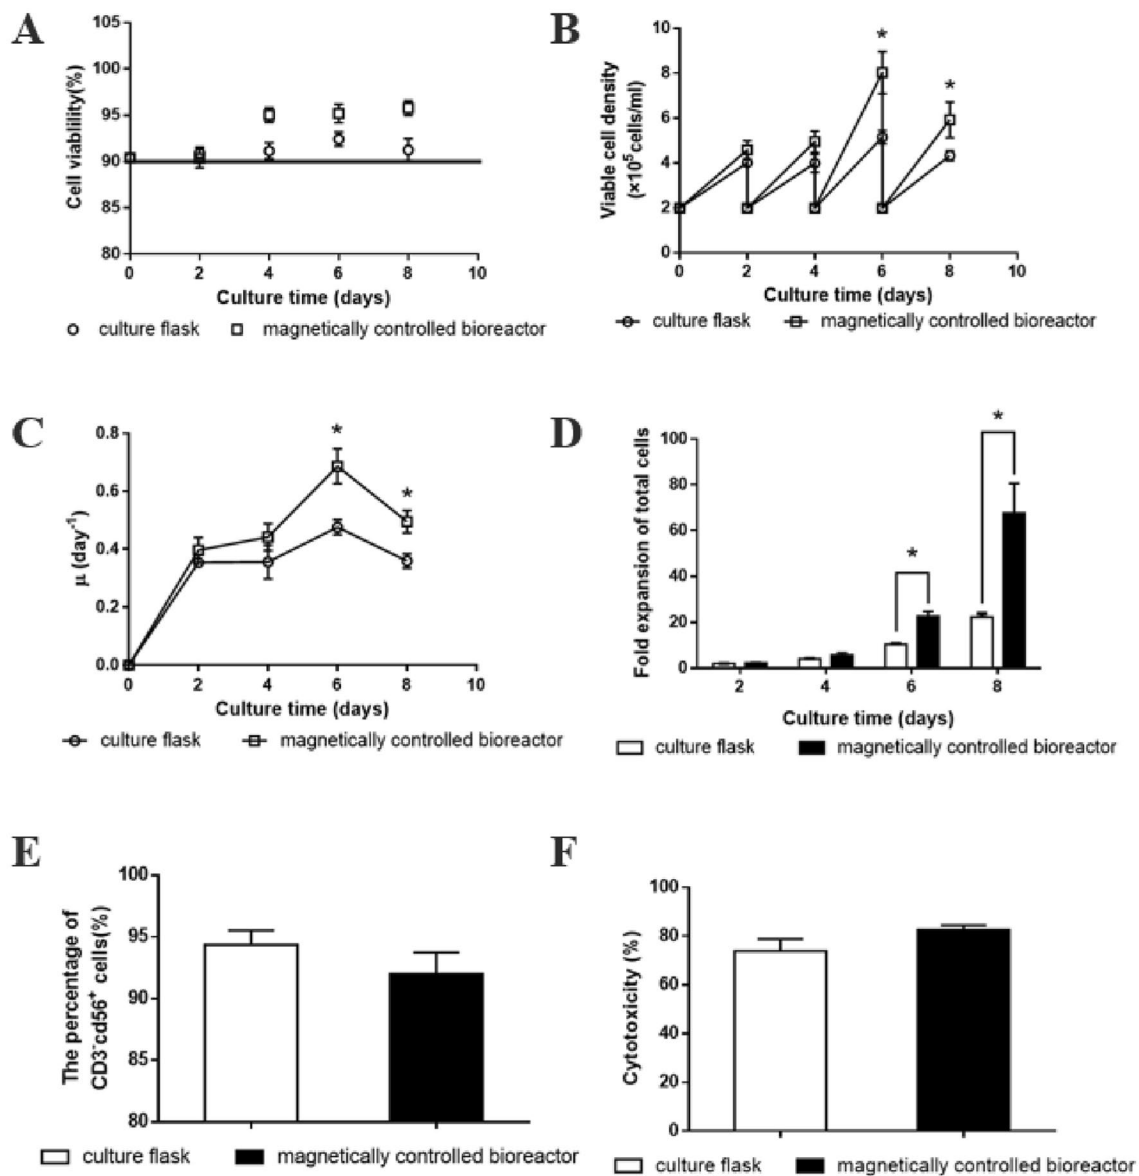 A
Cell viablility(%)
105
100
95
90
85
80
0 2 4 6 8 10
Culture time (days)
culture flask magnetically controlled bioreactor
B
Viable cell density
(×10⁵cells/ml)
10
8
6
4
2
0
* *
0 2 4 6 8 10
Culture time (days)
culture flask magnetically controlled bioreactor
C
μ (day⁻¹)
0.8
0.6
0.4
0.2
0.0
* *
0 2 4 6 8 10
Culture time (days)
culture flask magnetically controlled bioreactor
D
Fold expansion of total cells
100
80
60
40
20
0
* *
2 4 6 8
Culture time (days)
culture flask magnetically controlled bioreactor
E
The percentage of
CD3⁻cd56⁺ cells(%)
100
95
90
85
80
culture flask magnetically controlled bioreactor
F
Cytotoxicity (%)
100
80
60
40
20
0
culture flask magnetically controlled bioreactor